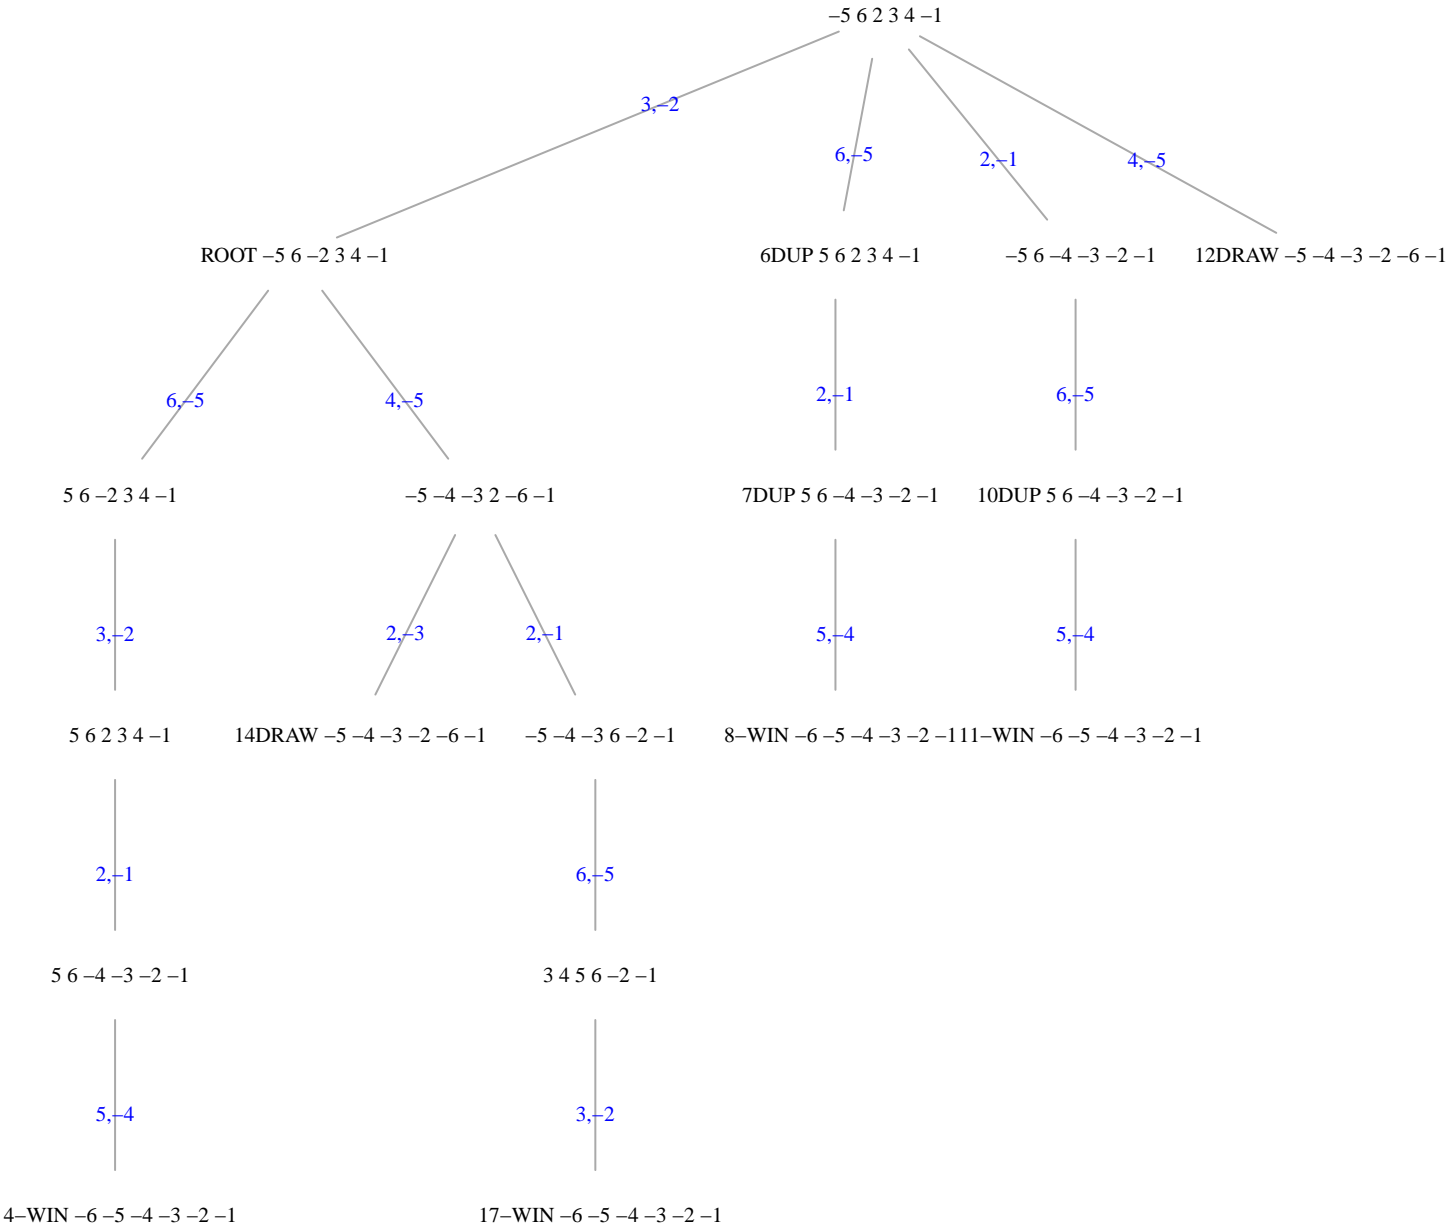 –5 6 2 3 4 –1
3,–2
6,–5
2,–1
4,–5
ROOT –5 6 –2 3 4 –1
6DUP 5 6 2 3 4 –1
–5 6 –4 –3 –2 –1
12DRAW –5 –4 –3 –2 –6 –1
6,–5
4,–5
2,–1
6,–5
5 6 –2 3 4 –1
–5 –4 –3 2 –6 –1
7DUP 5 6 –4 –3 –2 –1
10DUP 5 6 –4 –3 –2 –1
3,–2
2,–3
2,–1
5,–4
5,–4
5 6 2 3 4 –1
14DRAW –5 –4 –3 –2 –6 –1
–5 –4 –3 6 –2 –1
8–WIN –6 –5 –4 –3 –2 –1
11–WIN –6 –5 –4 –3 –2 –1
2,–1
6,–5
5 6 –4 –3 –2 –1
3 4 5 6 –2 –1
5,–4
3,–2
4–WIN –6 –5 –4 –3 –2 –1
17–WIN –6 –5 –4 –3 –2 –1